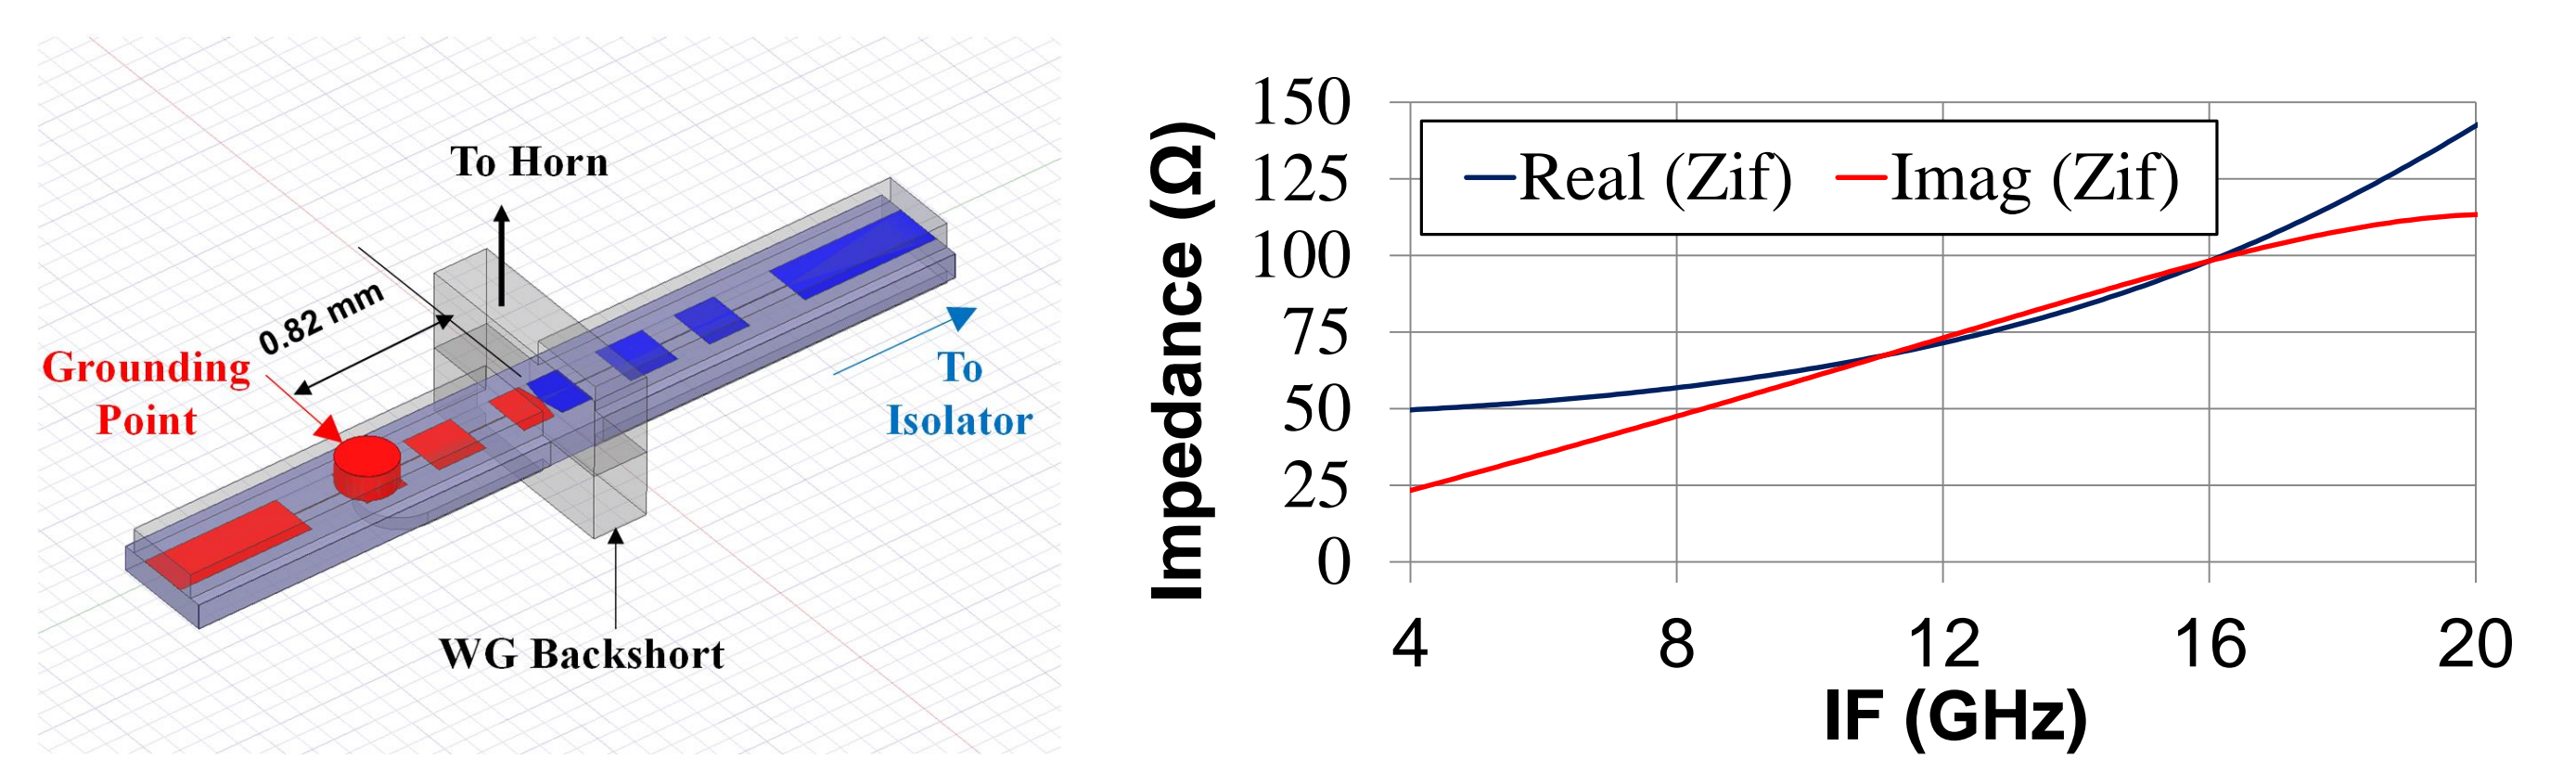 To Horn
0.82 mm
Grounding
Point
To
Isolator
WG Backshort
Impedance (Ω)
150
125
100
75
50
25
0
Real (Zif) Imag (Zif)
4 8 12 16 20
IF (GHz)